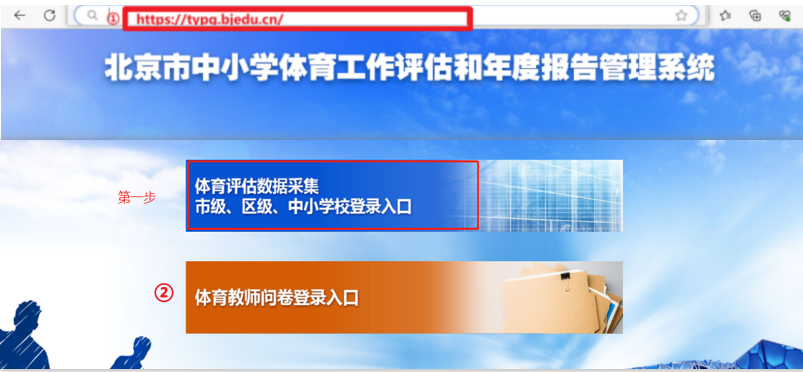 ① https://typg.bjedu.cn/
北京市中小学体育工作评估和年度报告管理系统
第一步
体育评估数据采集
市级、区级、中小学校登录入口
②
体育教师问卷登录入口